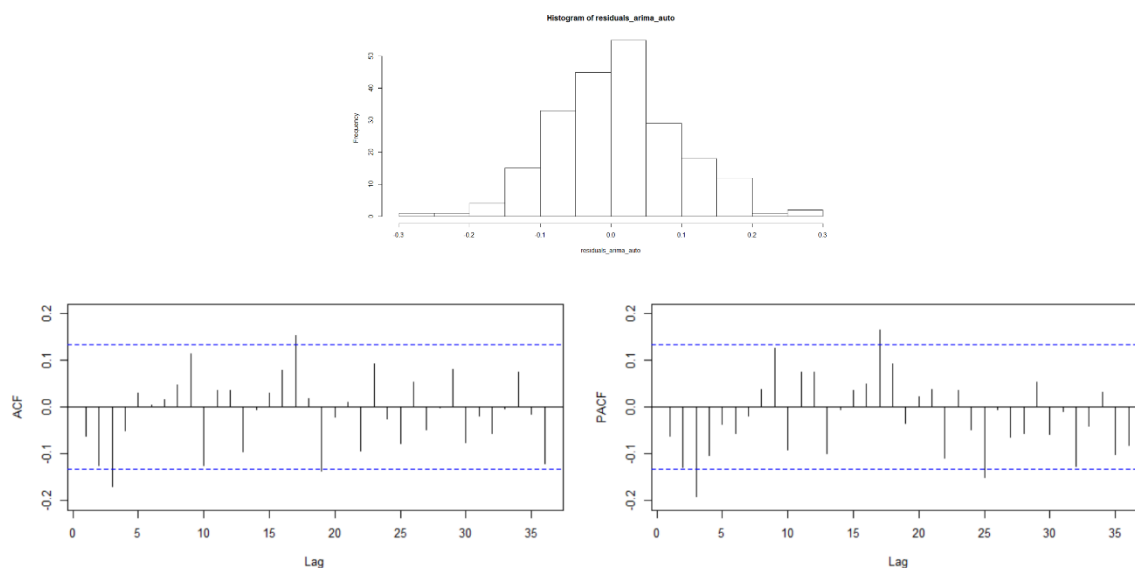 Histogram of residuals_arima_auto
Frequency
50
40
30
20
10
0
-0.3 -0.2 -0.1 0.0 0.1 0.2 0.3
residuals_arima_auto
ACF
0.2
0.1
0.0
-0.1
-0.2
0 5 10 15 20 25 30 35
Lag
PACF
0.2
0.1
0.0
-0.1
-0.2
0 5 10 15 20 25 30 35
Lag